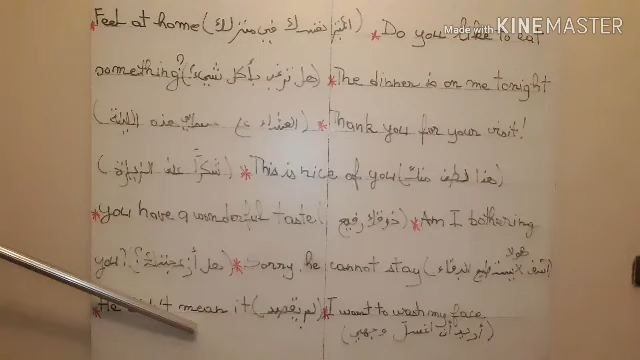 Made with KINEMASTER
*Feel at home (اعتبر نفسك في منزلك) *Do you like to eat
something? (هل ترغب بأكل شيء؟) *The dinner is on me tonight
(العشاء على حسابي هذه الليلة) *Thank you for your visit!
(شكراً على الزيارة) *This is nice of you (هذا لطف منك)
*You have a wonderful taste (ذوقك رفيع) *Am I bothering
you? (هل أزعجتك؟) *Sorry, he cannot stay (آسف هو لا يستطيع البقاء)
*He mean it (لم يقصد) *I want to wash my face.
(أريد أن اغسل وجهي)